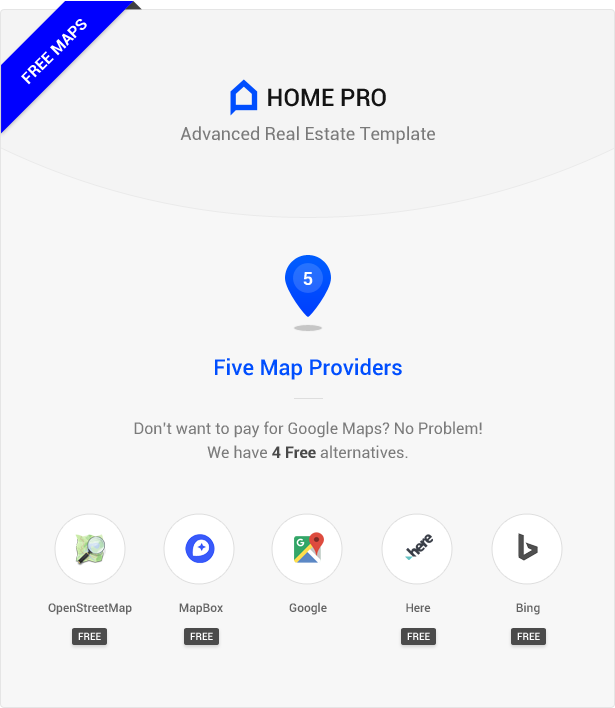 FREE MAPS
HOME PRO
Advanced Real Estate Template
5
Five Map Providers
Don't want to pay for Google Maps? No Problem!
We have 4 Free alternatives.
G
here
OpenStreetMap
MapBox
Google
Here
Bing
FREE
FREE
FREE
FREE